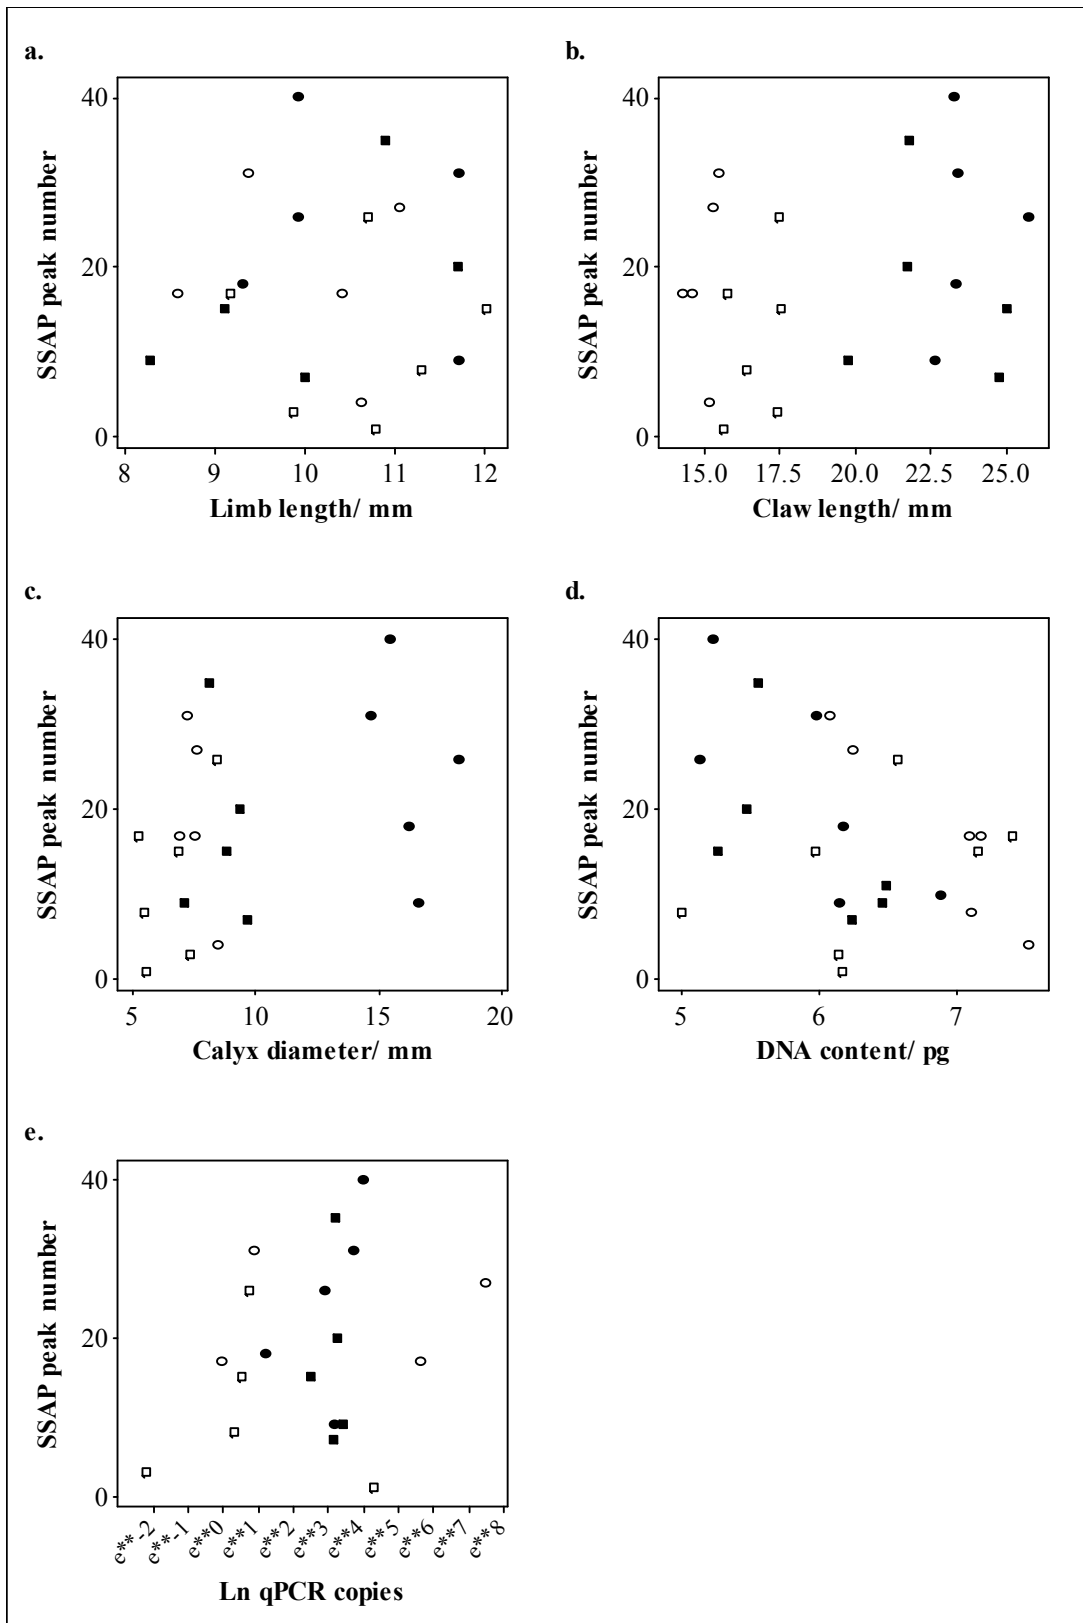 a.
SSAP peak number
40
20
0
8 9 10 11 12
Limb length/ mm
b.
SSAP peak number
40
20
0
15.0 17.5 20.0 22.5 25.0
Claw length/ mm
c.
SSAP peak number
40
20
0
5 10 15 20
Calyx diameter/ mm
d.
SSAP peak number
40
20
0
5 6 7
DNA content/ pg
e.
SSAP peak number
40
20
0
e**-2 e**-1 e**0 e**1 e**2 e**3 e**4 e**5 e**6 e**7 e**8
Ln qPCR copies